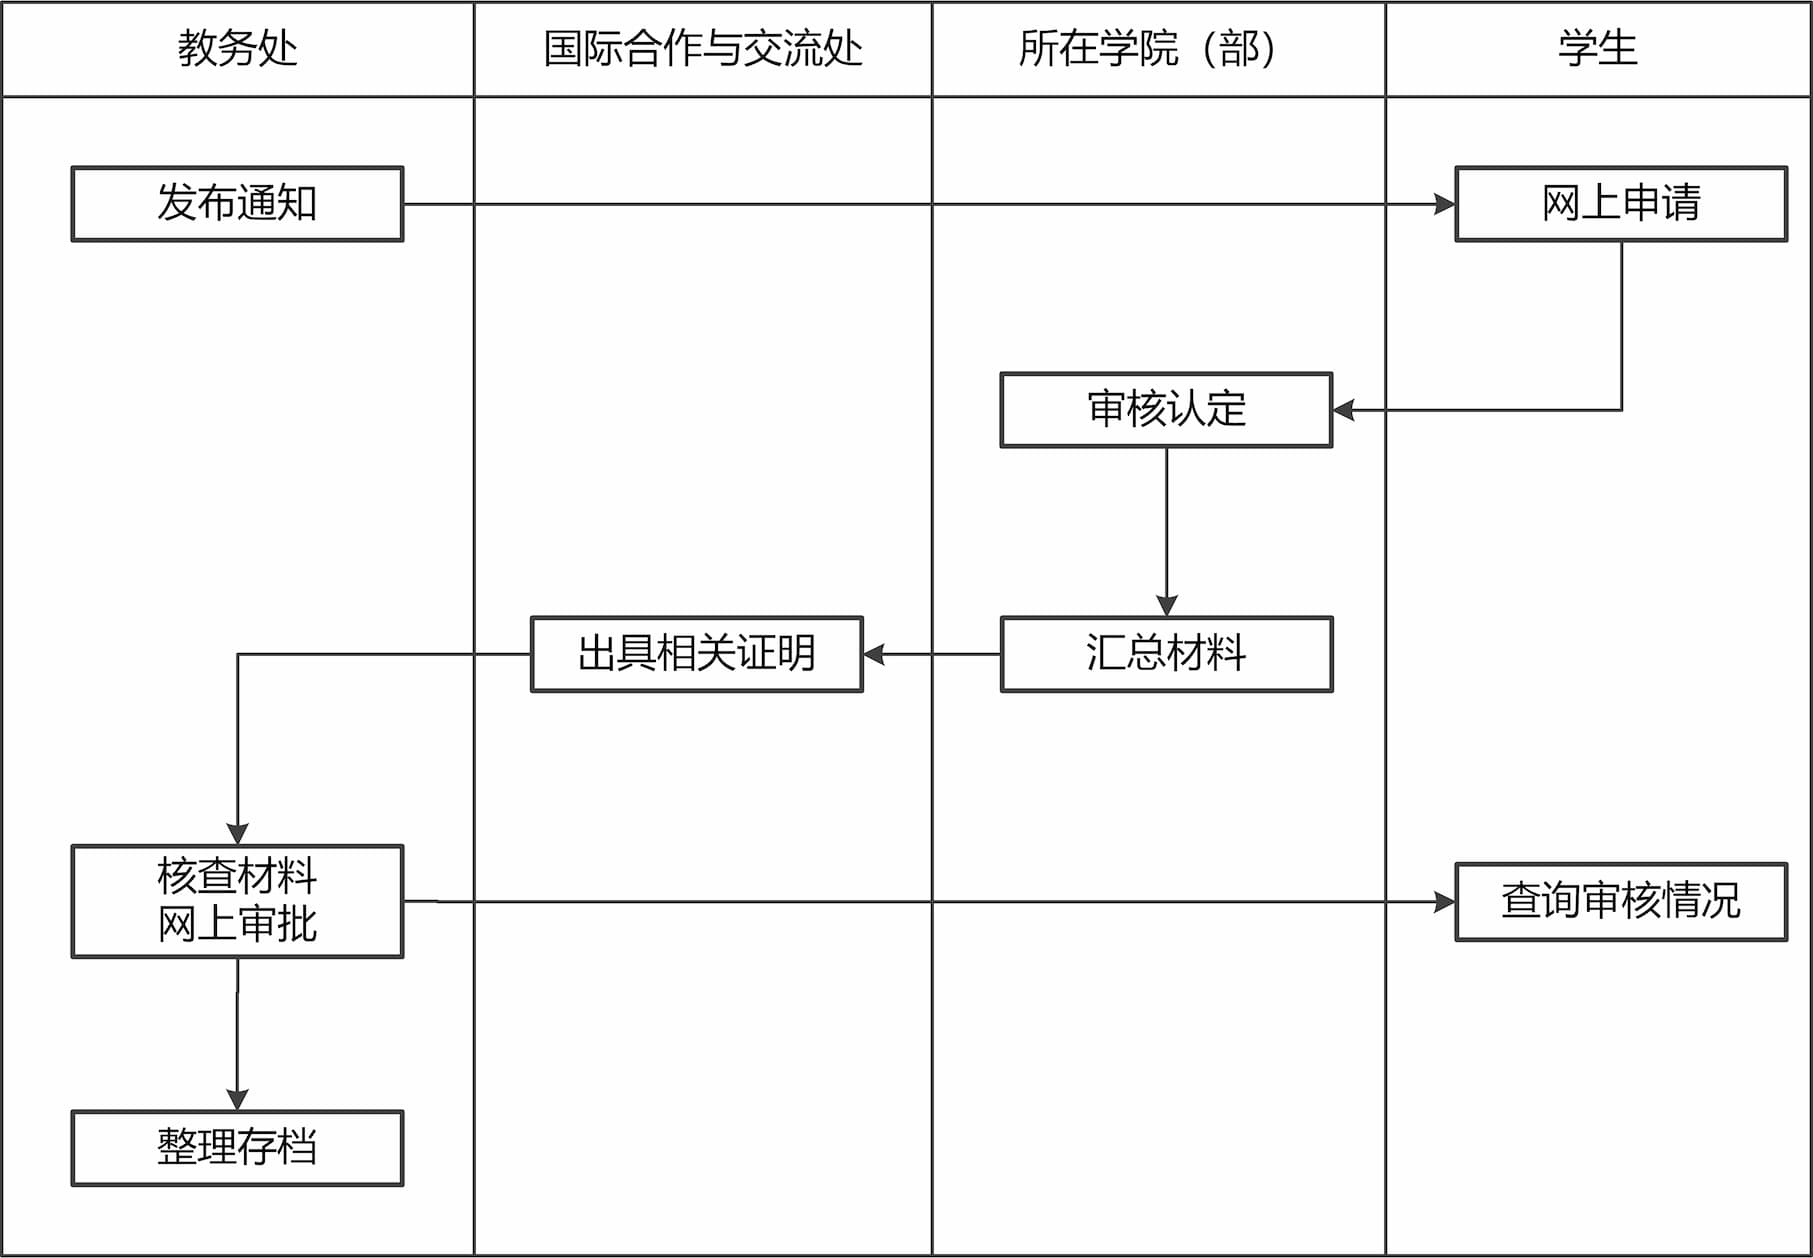 教务处
国际合作与交流处
所在学院（部）
学生
发布通知
网上申请
审核认定
出具相关证明
汇总材料
核查材料
网上审批
查询审核情况
整理存档